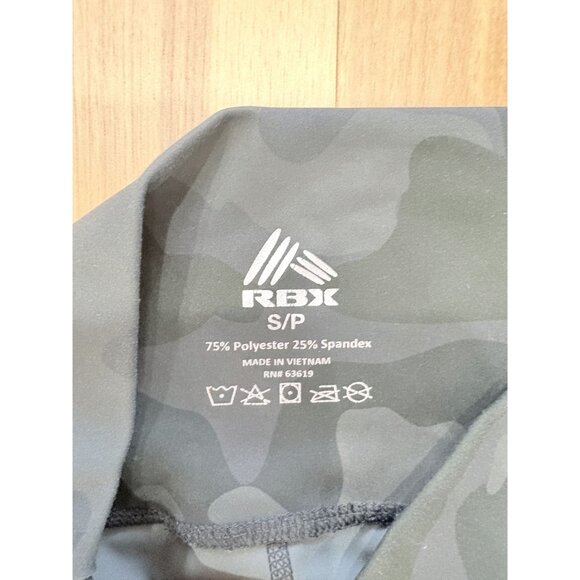 RBX
S/P
75% Polyester 25% Spandex
MADE IN VIETNAM
RN# 63619